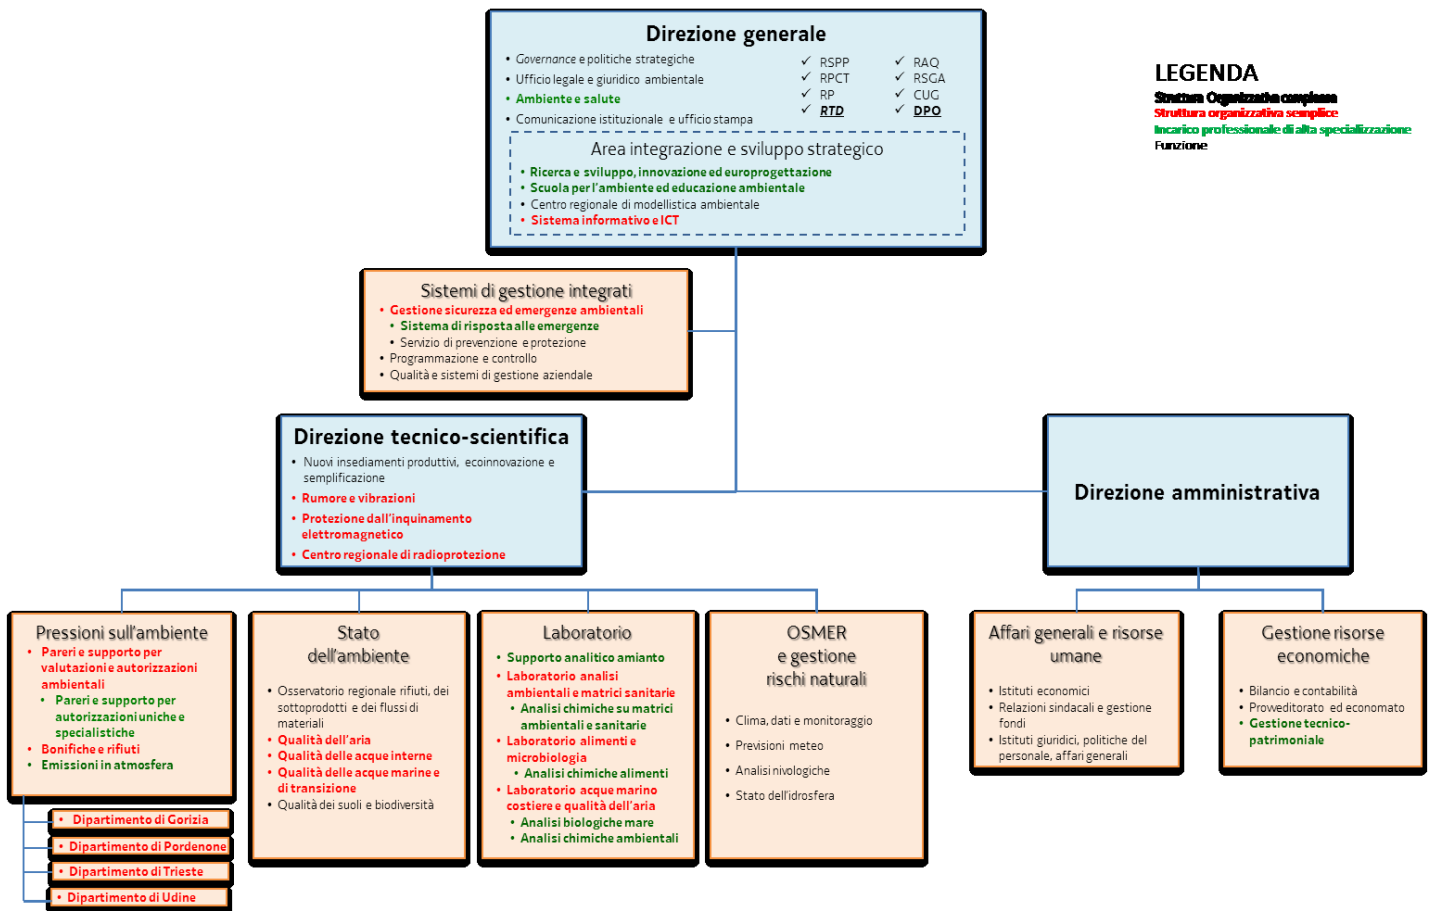 Direzione generale
• Governance e politiche strategiche
• Ufficio legale e giuridico ambientale
• Ambiente e salute
• Comunicazione istituzionale e ufficio stampa
✓ RSPP
✓ RPCT
✓ RP
✓ RTD
✓ RAQ
✓ RSGA
✓ CUG
✓ DPO
Area integrazione e sviluppo strategico
• Ricerca e sviluppo, innovazione ed europrogettazione
• Scuola per l'ambiente ed educazione ambientale
• Centro regionale di modellistica ambientale
• Sistema informativo e ICT
LEGENDA
Struttura Organizzativa complessa
Struttura organizzativa semplice
Incarico professionale di alta specializzazione
Funzione
Sistemi di gestione integrati
• Gestione sicurezza ed emergenze ambientali
• Sistema di risposta alle emergenze
• Servizio di prevenzione e protezione
• Programmazione e controllo
• Qualità e sistemi di gestione aziendale
Direzione tecnico-scientifica
• Nuovi insediamenti produttivi, ecoinnovazione e
semplificazione
• Rumore e vibrazioni
• Protezione dall'inquinamento
elettromagnetico
• Centro regionale di radioprotezione
Direzione amministrativa
Pressioni sull'ambiente
• Pareri e supporto per
valutazioni e autorizzazioni
ambientali
• Pareri e supporto per
autorizzazioni uniche e
specialistiche
• Bonifiche e rifiuti
• Emissioni in atmosfera
• Dipartimento di Gorizia
• Dipartimento di Pordenone
• Dipartimento di Trieste
• Dipartimento di Udine
Stato
dell'ambiente
• Osservatorio regionale rifiuti, dei
sottoprodotti e dei flussi di
materiali
• Qualità dell'aria
• Qualità delle acque interne
• Qualità delle acque marine e
di transizione
• Qualità dei suoli e biodiversità
Laboratorio
• Supporto analitico amianto
• Laboratorio analisi
ambientali e matrici sanitarie
• Analisi chimiche su matrici
ambientali e sanitarie
• Laboratorio alimenti e
microbiologia
• Analisi chimiche alimenti
• Laboratorio acque marino
costiere e qualità dell'aria
• Analisi biologiche mare
• Analisi chimiche ambientali
OSMER
e gestione
rischi naturali
• Clima, dati e monitoraggio
• Previsioni meteo
• Analisi nivologiche
• Stato dell'idrosfera
Affari generali e risorse
umane
• Istituti economici
• Relazioni sindacali e gestione
fondi
• Istituti giuridici, politiche del
personale, affari generali
Gestione risorse
economiche
• Bilancio e contabilità
• Provveditorato ed economato
• Gestione tecnico-
patrimoniale